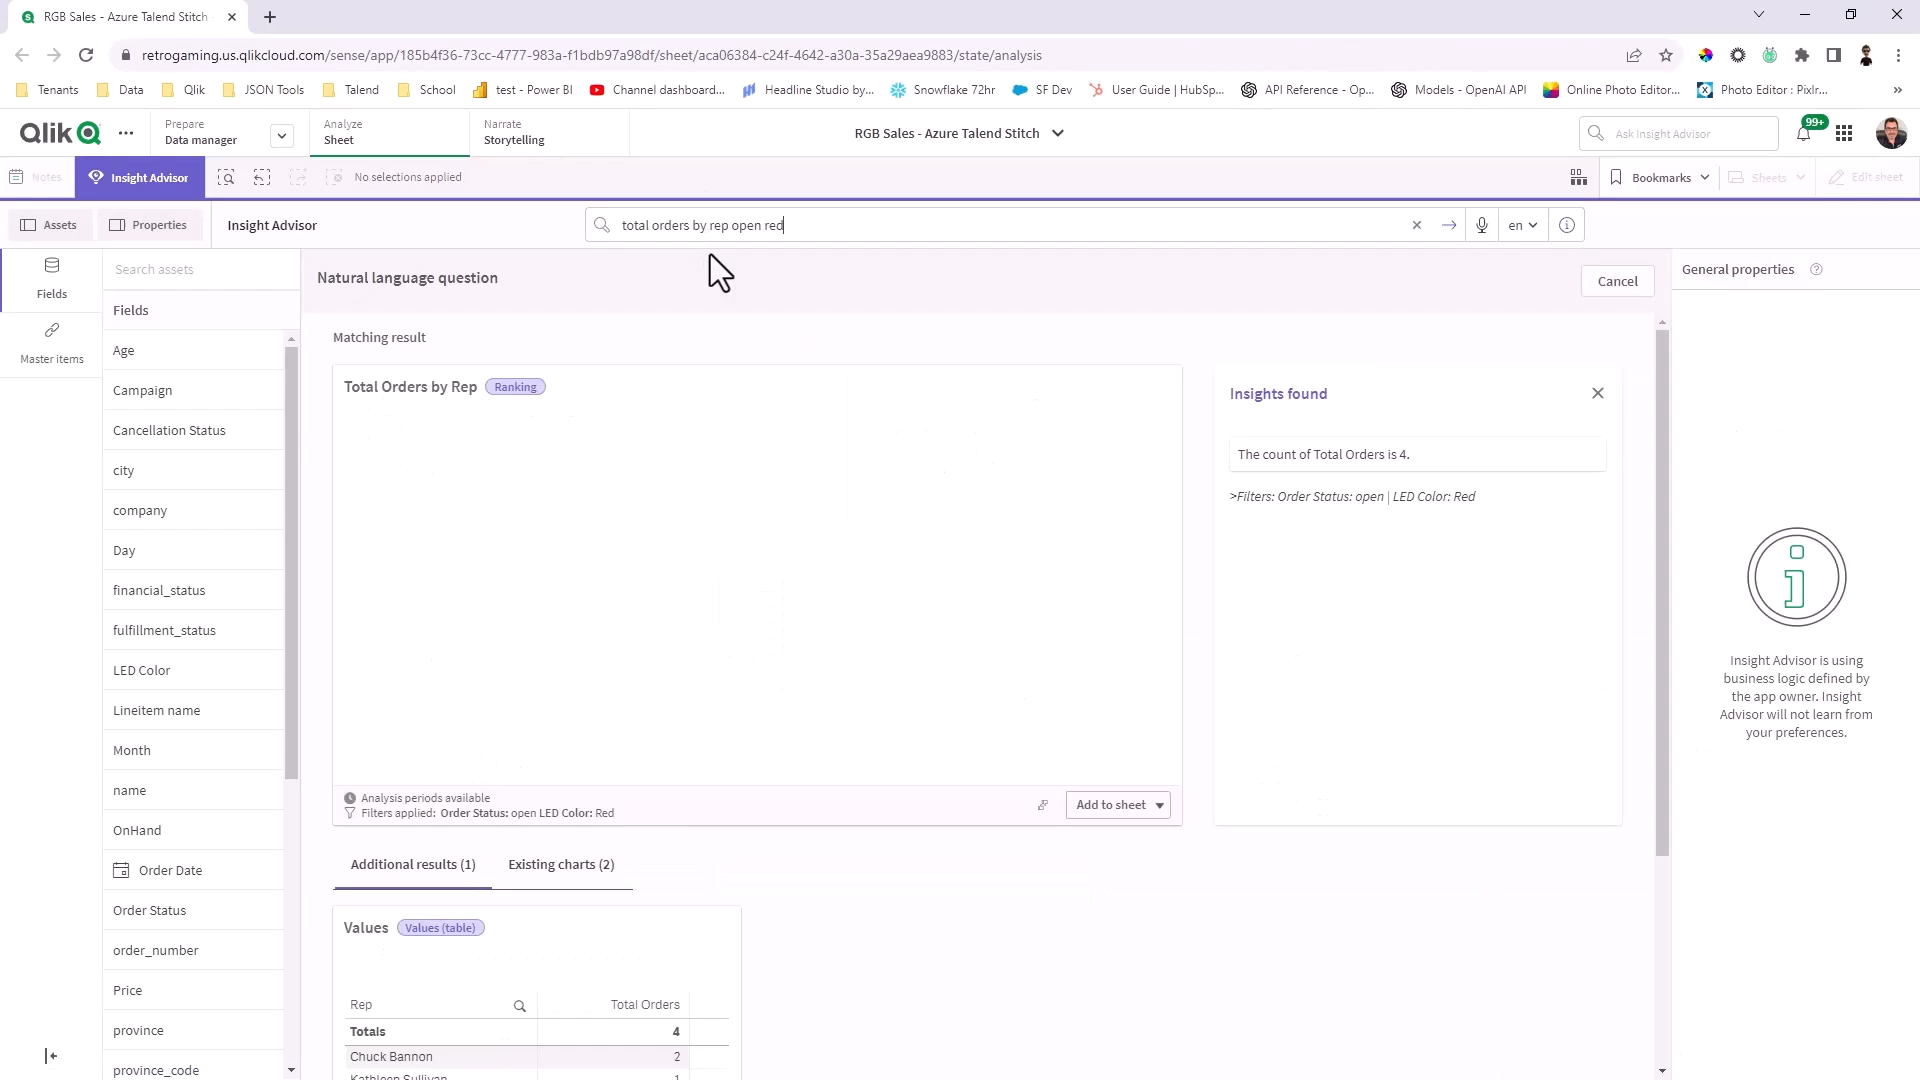 RGB Sales - Azure Talend Stitch
retrogaming.us.qlikcloud.com/sense/app/185b4f36-73cc-4777-983a-f1bdb97a98df/sheet/aca06384-c24f-4642-a30a-35a29aea9883/state/analysis
Tenants Data Qlik JSON Tools Talend School test - Power BI Channel dashboard... Headline Studio by... Snowflake 72hr SF Dev User Guide | HubSp... API Reference - Op... Models - OpenAI API Online Photo Editor... Photo Editor : Pixlr... »
Qlik
Prepare
Data manager
Analyze
Sheet
Narrate
Storytelling
RGB Sales - Azure Talend Stitch
Ask Insight Advisor
99+
Notes
Insight Advisor
No selections applied
Bookmarks
Sheets
Edit sheet
Assets
Properties
Insight Advisor
total orders by rep open red
en
Fields
Master items
Search assets
Fields
Age
Campaign
Cancellation Status
city
company
Day
financial_status
fulfillment_status
LED Color
Lineitem name
Month
name
OnHand
Order Date
Order Status
order_number
Price
province
province_code
Natural language question
Cancel
Matching result
Total Orders by Rep
Ranking
Analysis periods available
Filters applied: Order Status: open LED Color: Red
Add to sheet
Insights found
The count of Total Orders is 4.
>Filters: Order Status: open | LED Color: Red
Additional results (1)
Existing charts (2)
Values
Values (table)
Rep Total Orders
Totals 4
Chuck Bannon 2
Kathleen Sullivan 1
General properties
Insight Advisor is using
business logic defined by
the app owner. Insight
Advisor will not learn from
your preferences.